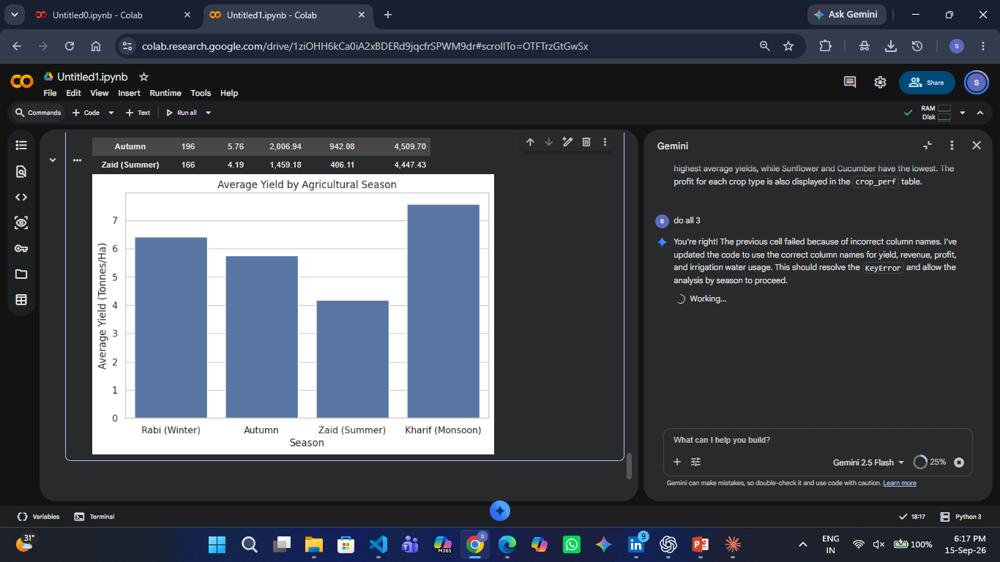 Untitled0.ipynb - Colab
Untitled1.ipynb - Colab
Ask Gemini
colab.research.google.com/drive/1ziOHH6kCa0iA2xBDERd9jqcfrSPWM9dr#scrollTo=OTFTrzGtGwSx
S
Untitled1.ipynb
File Edit View Insert Runtime Tools Help
Share
S
Commands + Code + Text Run all
RAM
Disk
Autumn 196 5.76 2,006.94 942.08 4,509.70
Zaid (Summer) 166 4.19 1,459.18 406.11 4,447.43
Average Yield by Agricultural Season
Average Yield (Tonnes/Ha)
7
6
5
4
3
2
1
0
Rabi (Winter) Autumn Zaid (Summer) Kharif (Monsoon)
Season
Gemini
highest average yields, while Sunflower and Cucumber have the lowest. The
profit for each crop type is also displayed in the crop_perf table.
S do all 3
You're right! The previous cell failed because of incorrect column names. I've
updated the code to use the correct column names for yield, revenue, profit,
and irrigation water usage. This should resolve the KeyError and allow the
analysis by season to proceed.
Working...
What can I help you build?
Gemini 2.5 Flash 25%
Gemini can make mistakes, so double-check it and use code with caution. Learn more
Variables Terminal
18:17 Python 3
31°
M365
S
9
ENG
IN
100%
6:17 PM
15-Sep-26